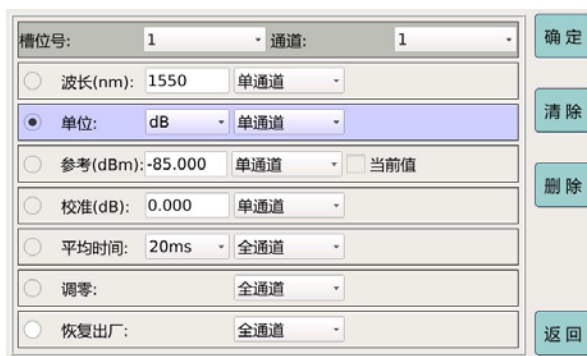 槽位号: 1 通道: 1 确 定
波长(nm): 1550 单通道
单位: dB 单通道 清 除
参考(dBm): -85.000 单通道 当前值
校准(dB): 0.000 单通道 删 除
平均时间: 20ms 全通道
调零: 全通道
恢复出厂: 全通道 返 回